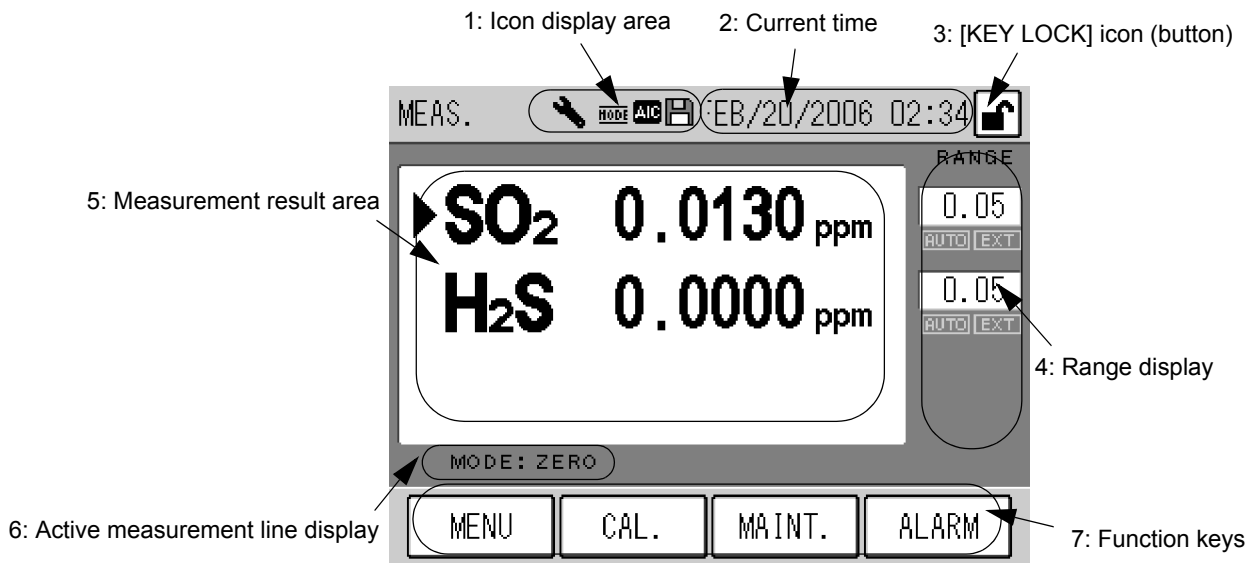 1: Icon display area
2: Current time
3: [KEY LOCK] icon (button)
MEAS.
MODE AIC
EB/20/2006 02:34
RANGE
5: Measurement result area
SO2 0.0130 ppm
0.05
AUTO EXT
H2S 0.0000 ppm
0.05
AUTO EXT
4: Range display
MODE: ZERO
6: Active measurement line display
MENU
CAL.
MAINT.
ALARM
7: Function keys